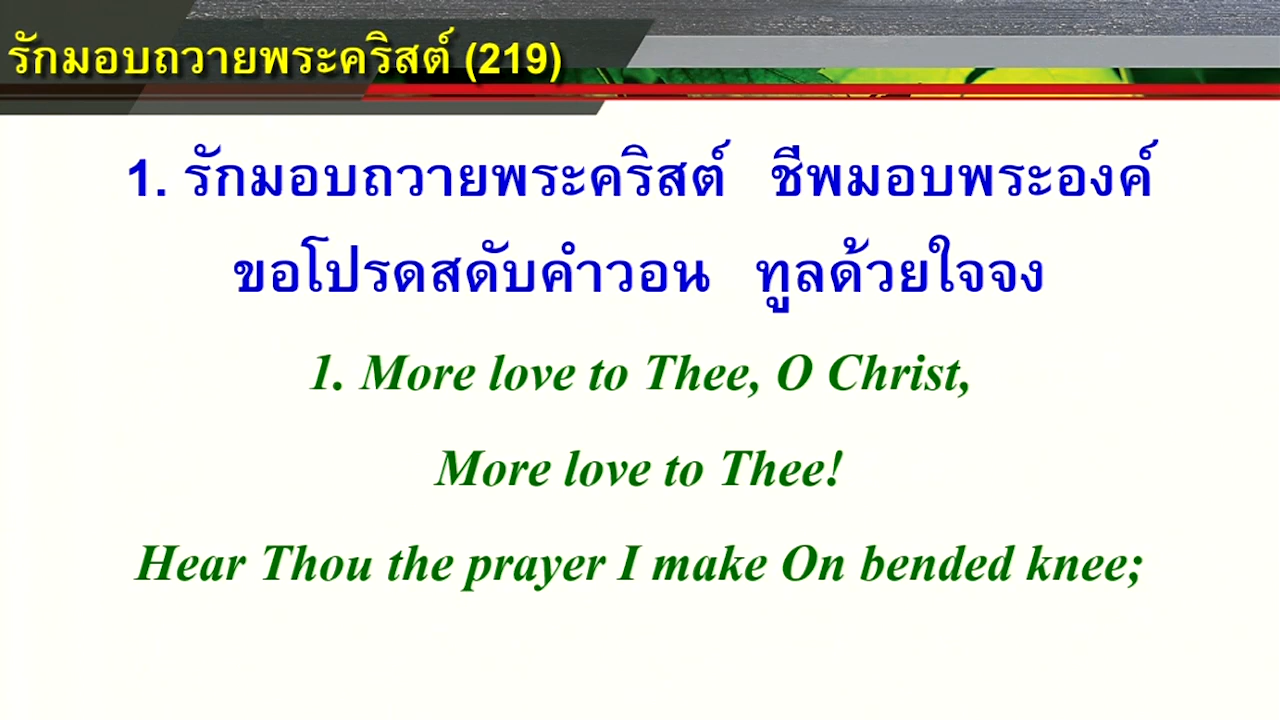 รักมอบถวายพระคริสต์ (219)
1. รักมอบถวายพระคริสต์ ชีพมอบพระองค์
ขอโปรดสดับคำวอน ทูลด้วยใจจง
1. More love to Thee, O Christ,
More love to Thee!
Hear Thou the prayer I make On bended knee;